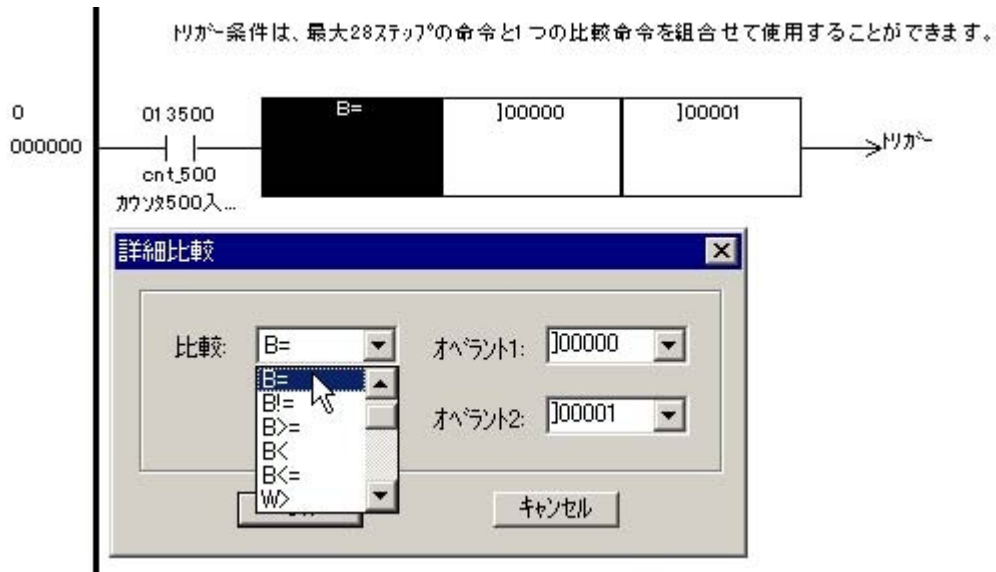 ﾄﾘｶﾞｰ条件は、最大28ｽﾃｯﾌﾟの命令と1つの比較命令を組合せて使用することができます。
0
000000
013500
cnt_500
ｶｳﾝﾀ500入...
B=
]00000
]00001
ﾄﾘｶﾞｰ
詳細比較
比較:
B=
B=
B!=
B>=
B<
B<=
W>
ｵﾍﾟﾗﾝﾄ1:
]00000
ｵﾍﾟﾗﾝﾄ2:
]00001
キャンセル